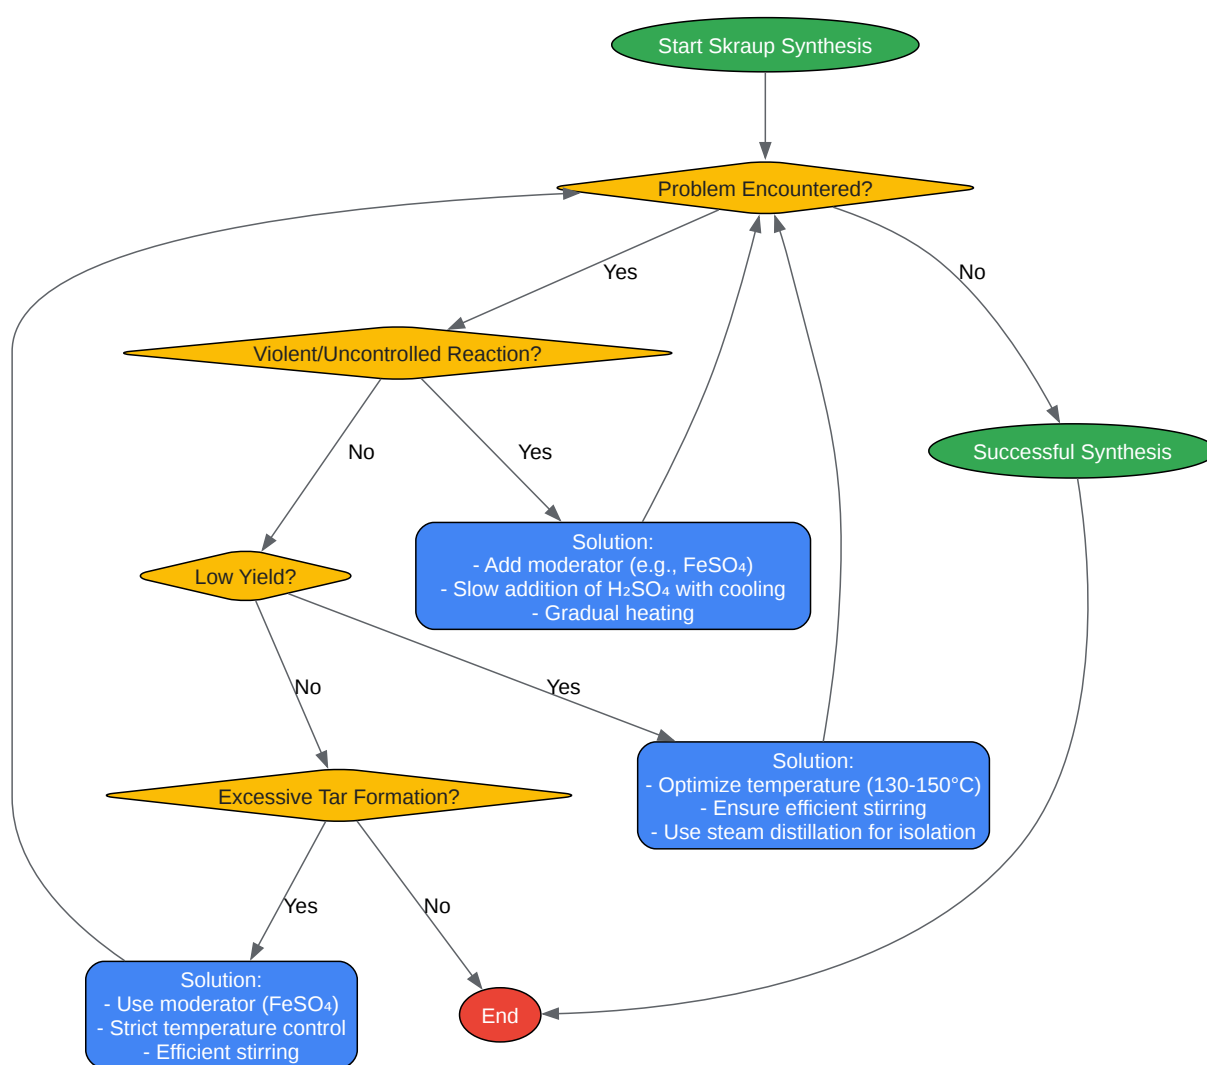 Start Skraup Synthesis
Problem Encountered?
Yes
No
Violent/Uncontrolled Reaction?
No
Yes
Successful Synthesis
Solution:
- Add moderator (e.g., FeSO₄)
- Slow addition of H₂SO₄ with cooling
- Gradual heating
Low Yield?
No
Yes
Solution:
- Optimize temperature (130-150°C)
- Ensure efficient stirring
- Use steam distillation for isolation
Excessive Tar Formation?
Yes
No
Solution:
- Use moderator (FeSO₄)
- Strict temperature control
- Efficient stirring
End